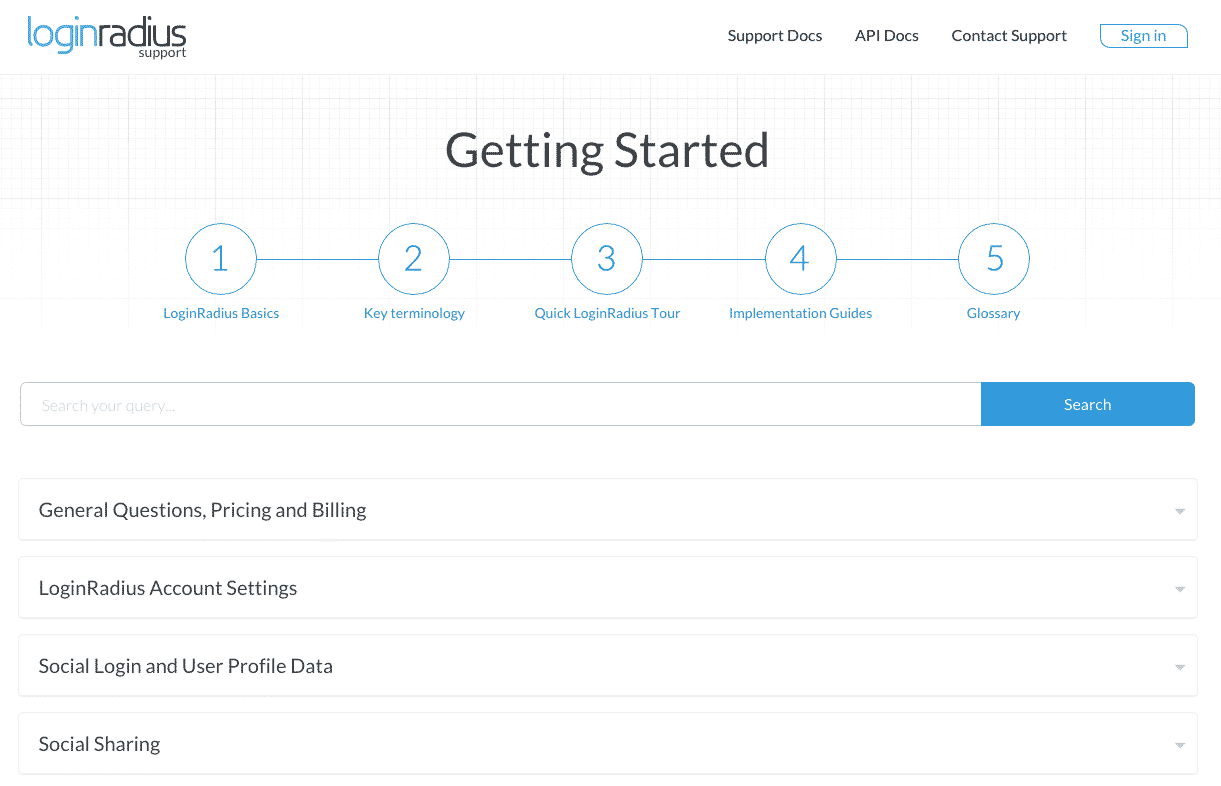 loginradius
support
Support Docs
API Docs
Contact Support
Sign in
Getting Started
1
2
3
4
5
LoginRadius Basics
Key terminology
Quick LoginRadius Tour
Implementation Guides
Glossary
Search your query...
Search
General Questions, Pricing and Billing
LoginRadius Account Settings
Social Login and User Profile Data
Social Sharing